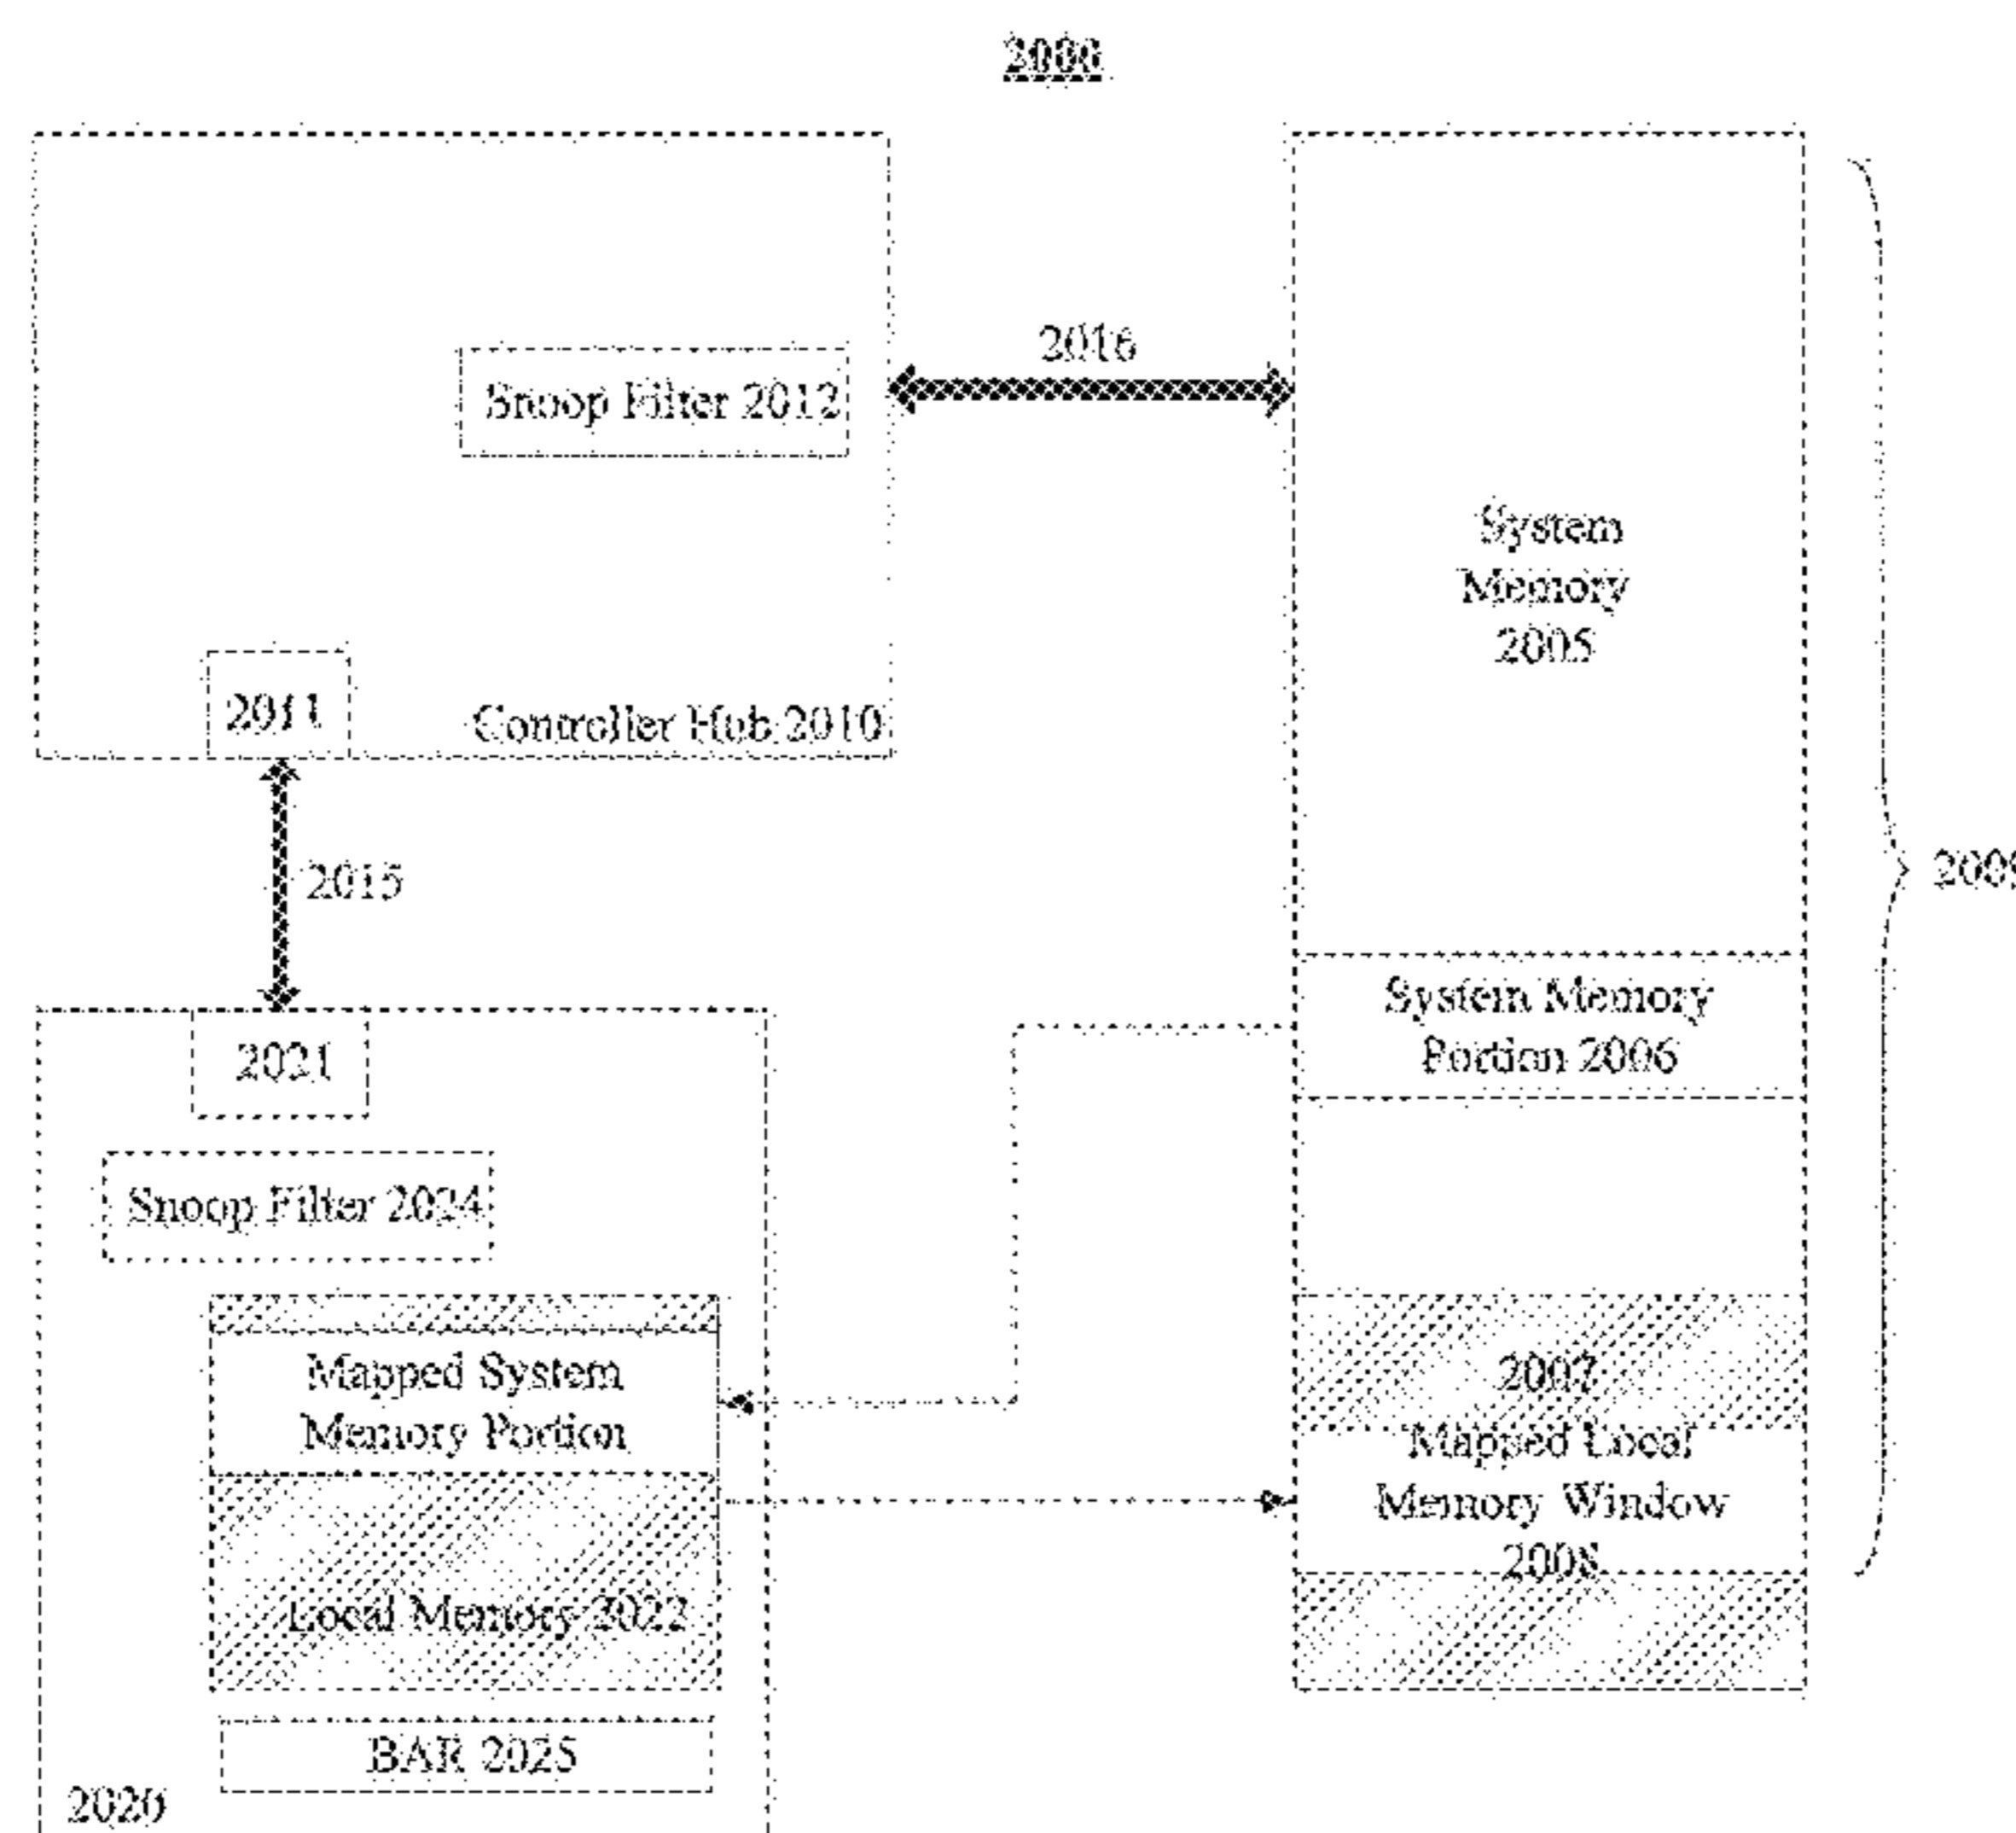 2000
Snoop Filter 2012
2011
Controller Hub 2010
2016
System
Memory
2005
2015
System Memory
Portion 2006
2021
Snoop Filter 2024
Mapped System
Memory Portion
Local Memory 2022
BAR 2025
2020
2007
Mapped Local
Memory Window
2008